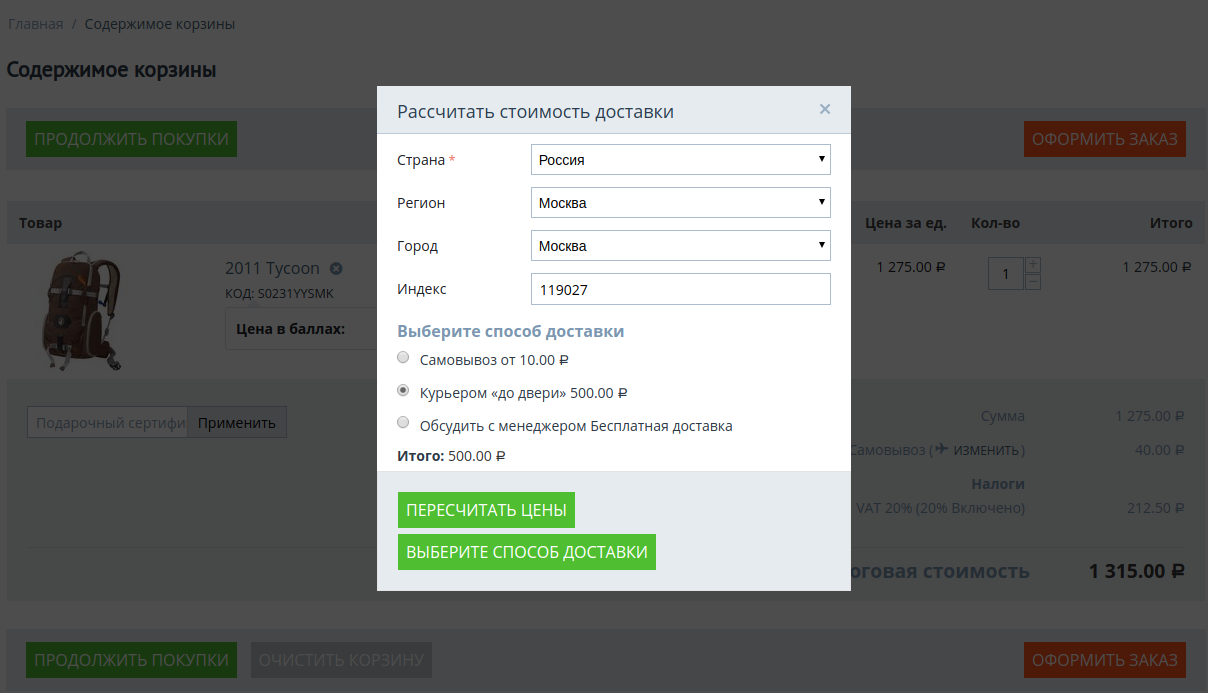 Главная / Содержимое корзины
Содержимое корзины
ПРОДОЛЖИТЬ ПОКУПКИ
ОФОРМИТЬ ЗАКАЗ
Рассчитать стоимость доставки ×
Страна * Россия
Регион Москва
Город Москва
Индекс 119027
Выберите способ доставки
Самовывоз от 10.00 ₽
Курьером «до двери» 500.00 ₽
Обсудить с менеджером Бесплатная доставка
Итого: 500.00 ₽
ПЕРЕСЧИТАТЬ ЦЕНЫ
ВЫБЕРИТЕ СПОСОБ ДОСТАВКИ
Товар Цена за ед. Кол-во Итого
2011 Tycoon 1 275.00 ₽ 1 + − 1 275.00 ₽
КОД: S0231YYSMK
Цена в баллах:
Подарочный сертифи Применить
Сумма 1 275.00 ₽
Самовывоз ( ИЗМЕНИТЬ ) 40.00 ₽
Налоги
VAT 20% (20% Включено) 212.50 ₽
оговая стоимость 1 315.00 ₽
ПРОДОЛЖИТЬ ПОКУПКИ ОЧИСТИТЬ КОРЗИНУ ОФОРМИТЬ ЗАКАЗ